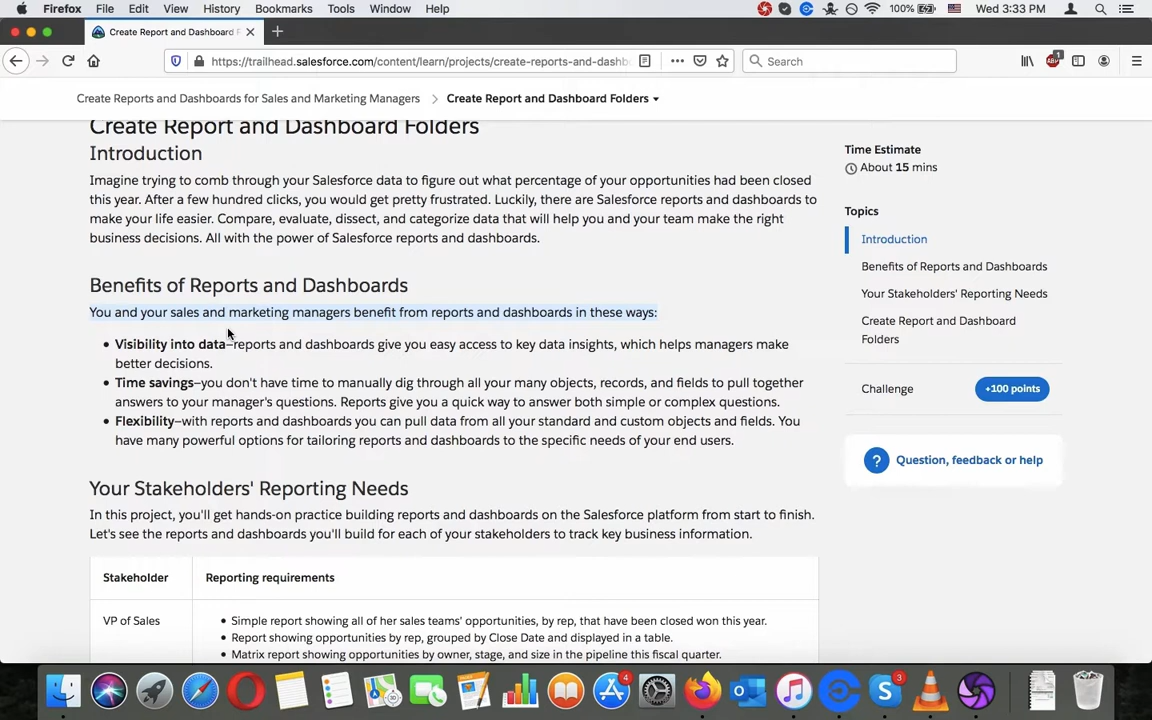 Firefox File Edit View History Bookmarks Tools Window Help 100% Wed 3:33 PM
Create Report and Dashboard F
https://trailhead.salesforce.com/content/learn/projects/create-reports-and-dashb Search 1
Create Reports and Dashboards for Sales and Marketing Managers Create Report and Dashboard Folders
Create Report and Dashboard Folders
Introduction
Imagine trying to comb through your Salesforce data to figure out what percentage of your opportunities had been closed
this year. After a few hundred clicks, you would get pretty frustrated. Luckily, there are Salesforce reports and dashboards to
make your life easier. Compare, evaluate, dissect, and categorize data that will help you and your team make the right
business decisions. All with the power of Salesforce reports and dashboards.
Benefits of Reports and Dashboards
You and your sales and marketing managers benefit from reports and dashboards in these ways:
• Visibility into data—reports and dashboards give you easy access to key data insights, which helps managers make
better decisions.
• Time savings—you don't have time to manually dig through all your many objects, records, and fields to pull together
answers to your manager's questions. Reports give you a quick way to answer both simple or complex questions.
• Flexibility—with reports and dashboards you can pull data from all your standard and custom objects and fields. You
have many powerful options for tailoring reports and dashboards to the specific needs of your end users.
Your Stakeholders' Reporting Needs
In this project, you'll get hands-on practice building reports and dashboards on the Salesforce platform from start to finish.
Let's see the reports and dashboards you'll build for each of your stakeholders to track key business information.
Stakeholder Reporting requirements
VP of Sales
• Simple report showing all of her sales teams' opportunities, by rep, that have been closed won this year.
• Report showing opportunities by rep, grouped by Close Date and displayed in a table.
• Matrix report showing opportunities by owner, stage, and size in the pipeline this fiscal quarter.
Time Estimate
About 15 mins
Topics
Introduction
Benefits of Reports and Dashboards
Your Stakeholders' Reporting Needs
Create Report and Dashboard
Folders
Challenge +100 points
? Question, feedback or help
4
3